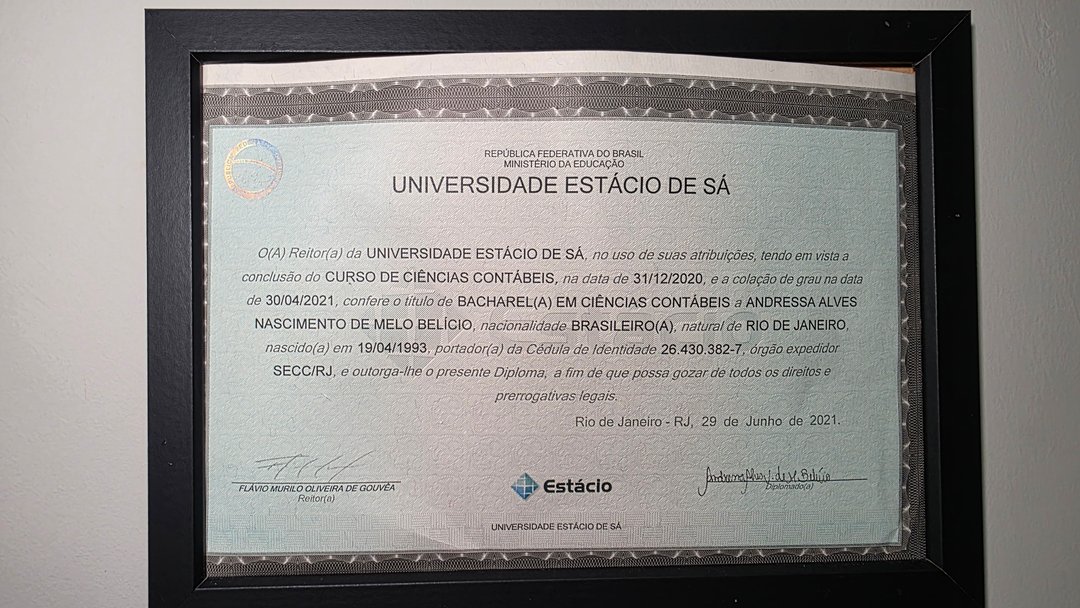 REPÚBLICA FEDERATIVA DO BRASIL
MINISTÉRIO DA EDUCAÇÃO
UNIVERSIDADE ESTÁCIO DE SÁ
O(A) Reitor(a) da UNIVERSIDADE ESTÁCIO DE SÁ, no uso de suas atribuições, tendo em vista a
conclusão do CURSO DE CIÊNCIAS CONTÁBEIS, na data de 31/12/2020, e a colação de grau na data
de 30/04/2021, confere o título de BACHAREL(A) EM CIÊNCIAS CONTÁBEIS a ANDRESSA ALVES
NASCIMENTO DE MELO BELÍCIO, nacionalidade BRASILEIRO(A), natural de RIO DE JANEIRO,
nascido(a) em 19/04/1993, portador(a) da Cédula de Identidade 26.430.382-7, órgão expedidor
SECC/RJ, e outorga-lhe o presente Diploma, a fim de que possa gozar de todos os direitos e
prerrogativas legais.
Rio de Janeiro - RJ, 29 de Junho de 2021.
FLÁVIO MURILO OLIVEIRA DE GOUVÊA
Reitor(a)
Estácio
Diplomado(a)
UNIVERSIDADE ESTÁCIO DE SÁ